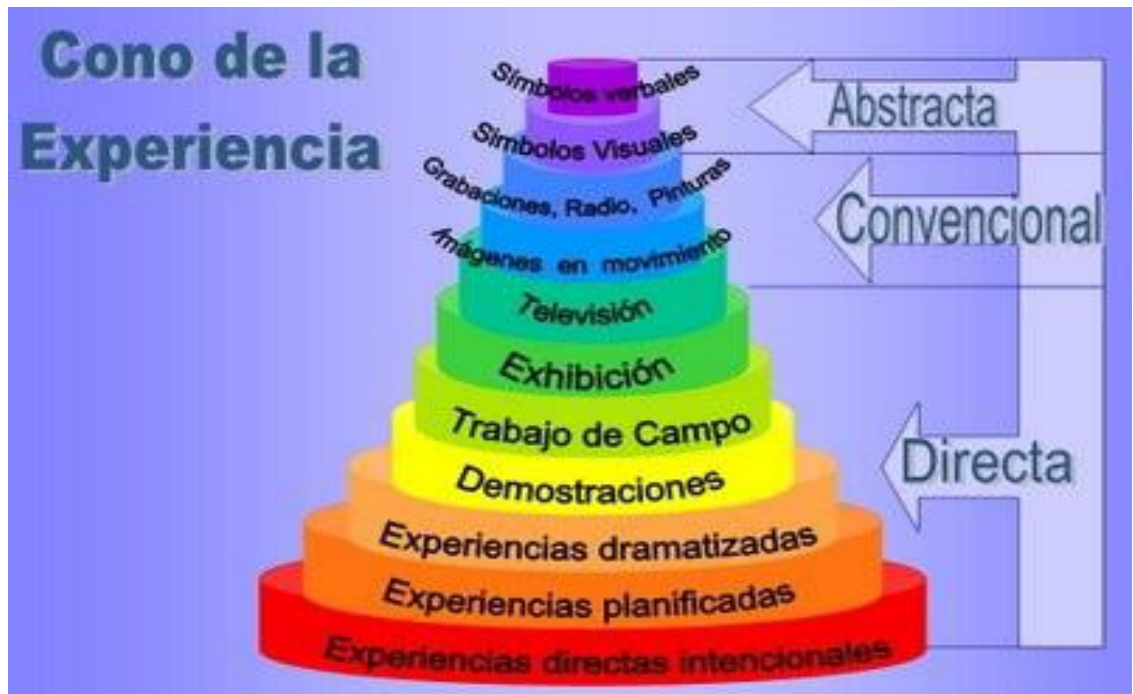 Cono de la
Experiencia
Símbolos verbales
Símbolos Visuales
Grabaciones, Radio, Pinturas
Imágenes en movimiento
Televisión
Exhibición
Trabajo de Campo
Demostraciones
Experiencias dramatizadas
Experiencias planificadas
Experiencias directas intencionales
Abstracta
Convencional
Directa